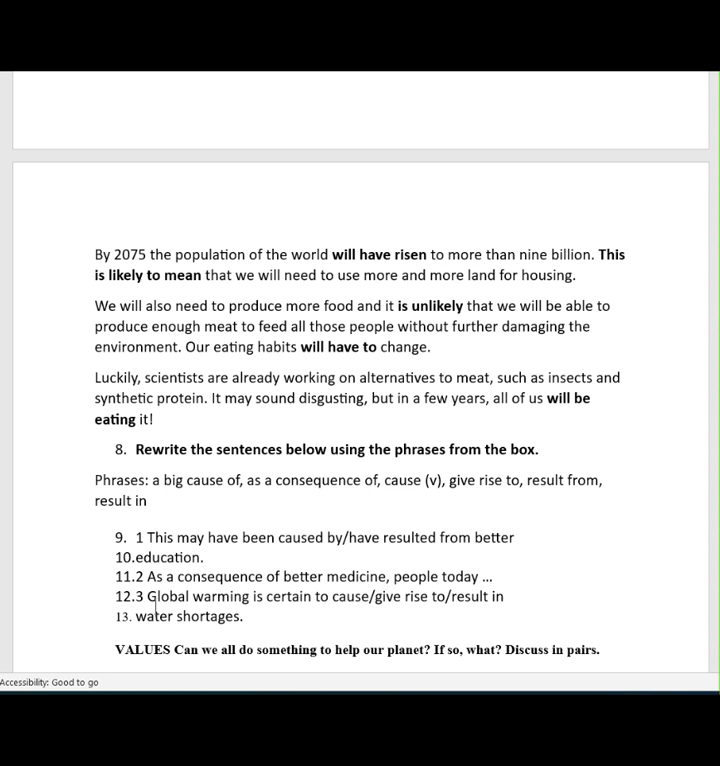 By 2075 the population of the world will have risen to more than nine billion. This
is likely to mean that we will need to use more and more land for housing.
We will also need to produce more food and it is unlikely that we will be able to
produce enough meat to feed all those people without further damaging the
environment. Our eating habits will have to change.
Luckily, scientists are already working on alternatives to meat, such as insects and
synthetic protein. It may sound disgusting, but in a few years, all of us will be
eating it!
8. Rewrite the sentences below using the phrases from the box.
Phrases: a big cause of, as a consequence of, cause (v), give rise to, result from,
result in
9. 1 This may have been caused by/have resulted from better
10.education.
11.2 As a consequence of better medicine, people today ...
12.3 Global warming is certain to cause/give rise to/result in
13. water shortages.
VALUES Can we all do something to help our planet? If so, what? Discuss in pairs.
Accessibility: Good to go